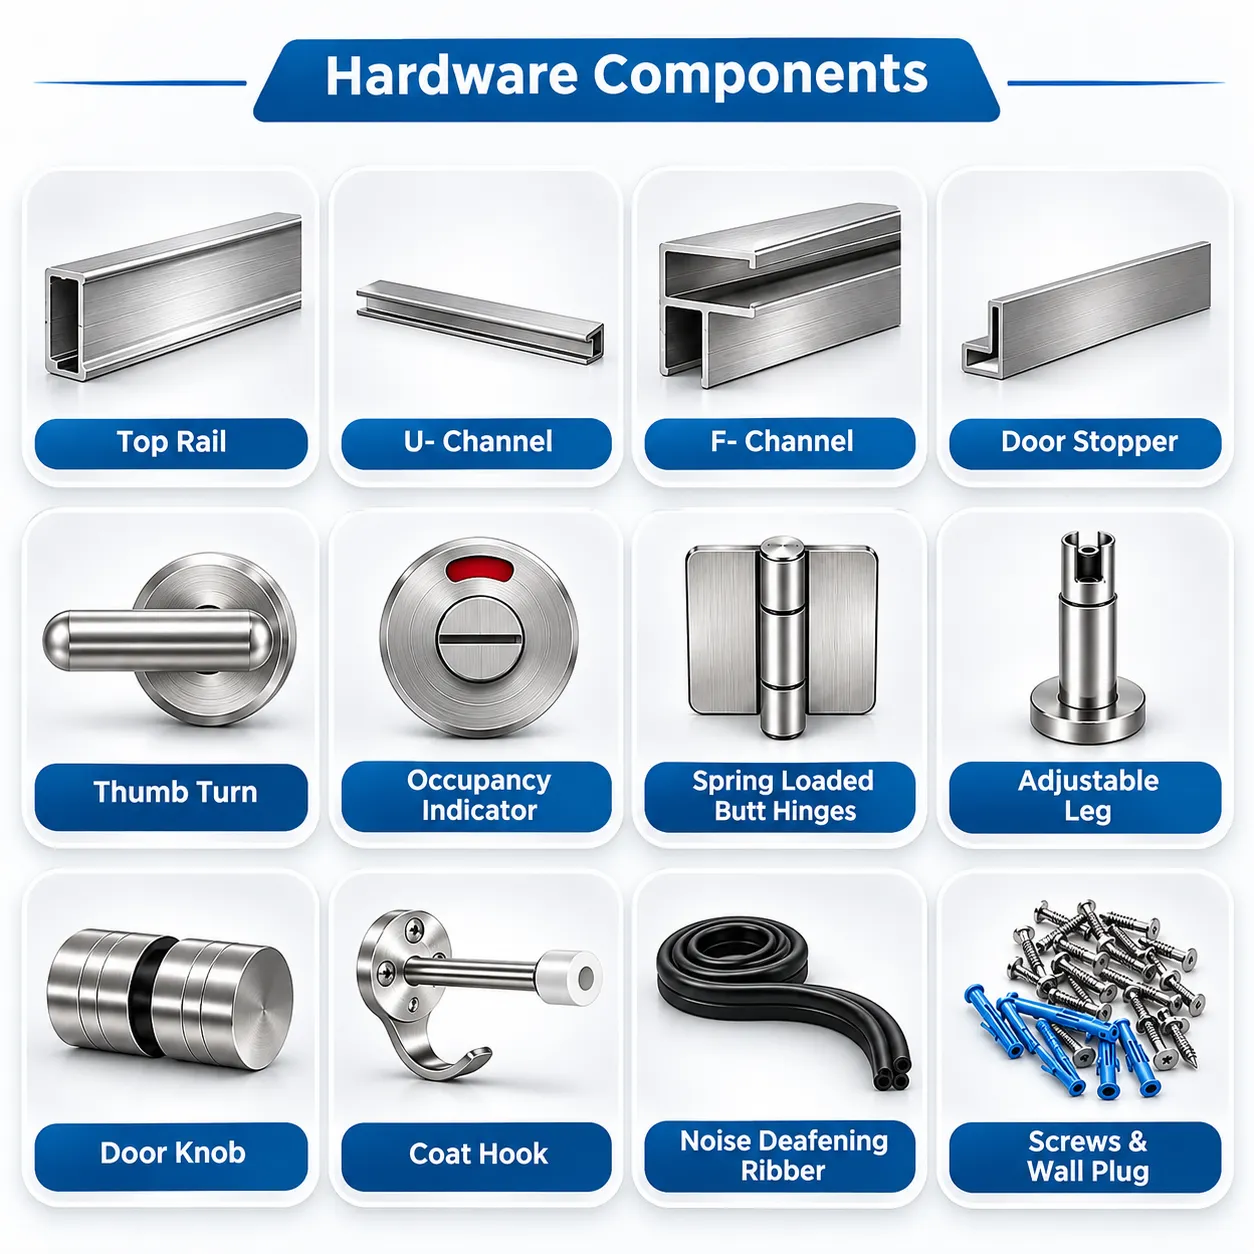 Hardware Components
Top Rail
U- Channel
F- Channel
Door Stopper
Thumb Turn
Occupancy
Indicator
Spring Loaded
Butt Hinges
Adjustable
Leg
Door Knob
Coat Hook
Noise Deafening
Ribber
Screws &
Wall Plug